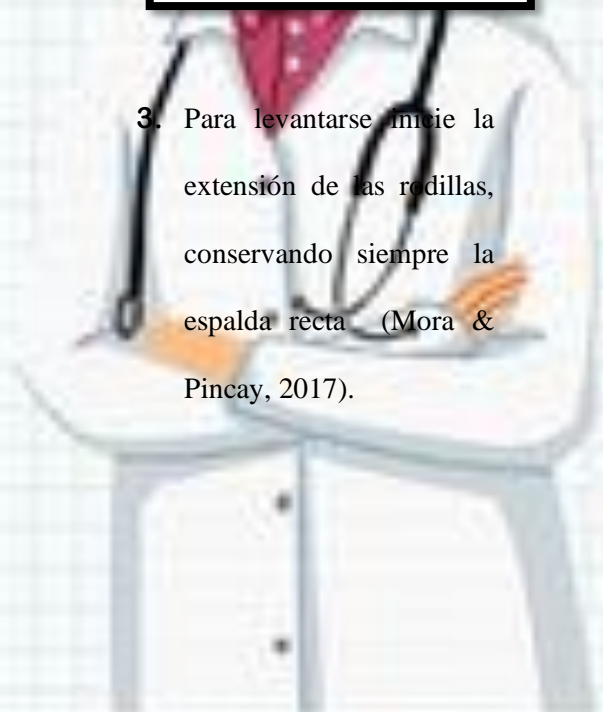 3. Para levantarse inicie la
extensión de las rodillas,
conservando siempre la
espalda recta (Mora &
Pincay, 2017).